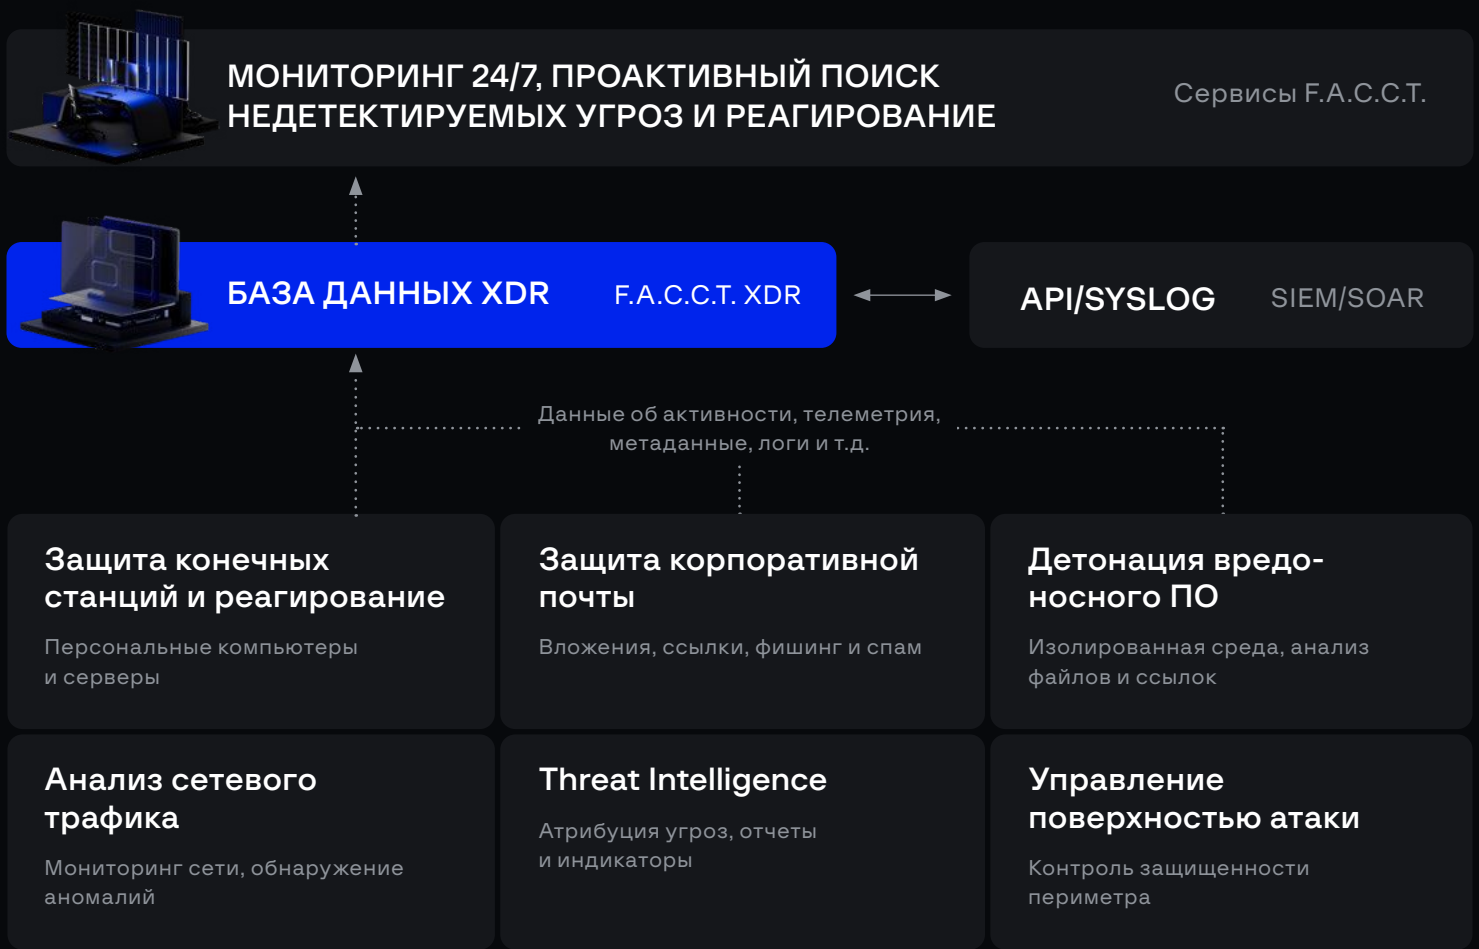 МОНИТОРИНГ 24/7, ПРОАКТИВНЫЙ ПОИСК
НЕДЕТЕКТИРУЕМЫХ УГРОЗ И РЕАГИРОВАНИЕ
Сервисы F.A.C.C.T.
БАЗА ДАННЫХ XDR
F.A.C.C.T. XDR
API/SYSLOG
SIEM/SOAR
Данные об активности, телеметрия,
метаданные, логи и т.д.
Защита конечных
станций и реагирование
Персональные компьютеры
и серверы
Защита корпоративной
почты
Вложения, ссылки, фишинг и спам
Детонация вредо-
носного ПО
Изолированная среда, анализ
файлов и ссылок
Анализ сетевого
трафика
Мониторинг сети, обнаружение
аномалий
Threat Intelligence
Атрибуция угроз, отчеты
и индикаторы
Управление
поверхностью атаки
Контроль защищенности
периметра